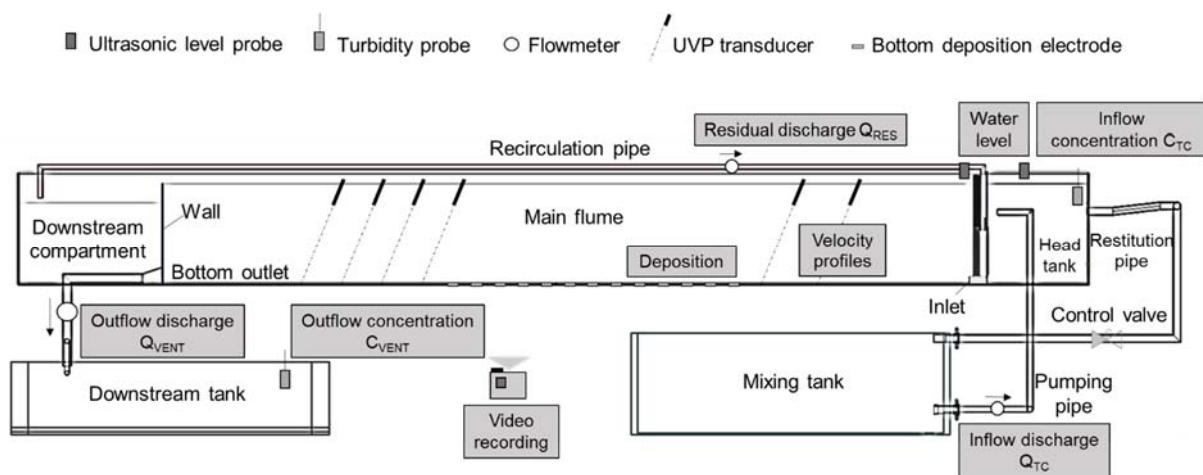 Ultrasonic level probe
Turbidity probe
Flowmeter
UVP transducer
Bottom deposition electrode
Residual discharge Q_RES
Water
level
Inflow
concentration C_TC
Recirculation pipe
Wall
Main flume
Downstream
compartment
Bottom outlet
Deposition
Velocity
profiles
Head
tank
Restitution
pipe
Inlet
Control valve
Outflow discharge
Q_VENT
Outflow concentration
C_VENT
Downstream tank
Video
recording
Mixing tank
Pumping
pipe
Inflow discharge
Q_TC